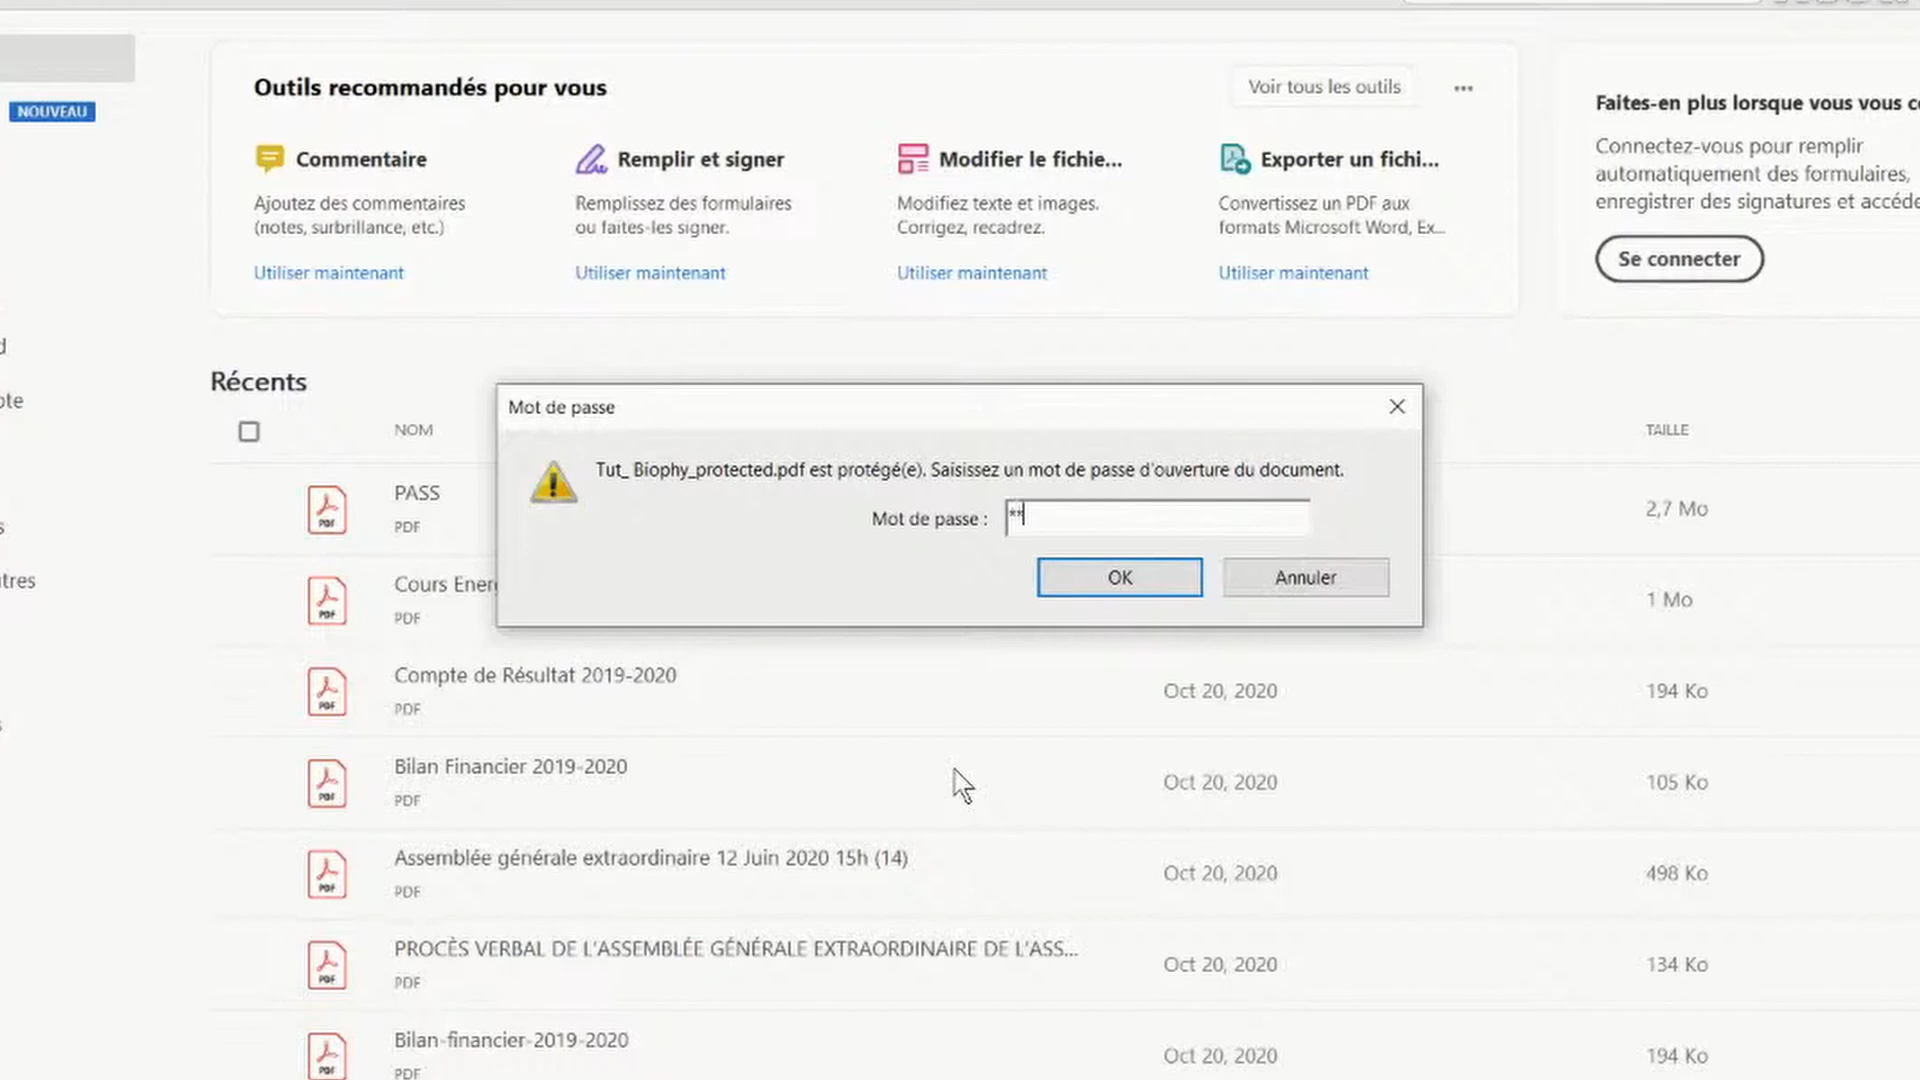 Outils recommandés pour vous
Voir tous les outils
...
NOUVEAU
Faites-en plus lorsque vous vous
Commentaire
Remplir et signer
Modifier le fichie...
Exporter un fichi...
Ajoutez des commentaires
(notes, surbrillance, etc.)
Remplissez des formulaires
ou faites-les signer.
Modifiez texte et images.
Corrigez, recadrez.
Convertissez un PDF aux
formats Microsoft Word, Ex...
Connectez-vous pour remplir
automatiquement des formulaires,
enregistrer des signatures et
Utiliser maintenant
Utiliser maintenant
Utiliser maintenant
Utiliser maintenant
Se connecter
Récents
NOM
TAILLE
Mot de passe
Tut_ Biophy_protected.pdf est protégé(e). Saisissez un mot de passe d'ouverture du document.
Mot de passe :
**
OK
Annuler
PASS
PDF
2,7 Mo
Cours
PDF
1 Mo
Compte de Résultat 2019-2020
PDF
Oct 20, 2020
194 Ko
Bilan Financier 2019-2020
PDF
Oct 20, 2020
105 Ko
Assemblée générale extraordinaire 12 Juin 2020 15h (14)
PDF
Oct 20, 2020
498 Ko
PROCÈS VERBAL DE L'ASSEMBLÉE GÉNÉRALE EXTRAORDINAIRE DE L'ASS...
PDF
Oct 20, 2020
134 Ko
Bilan-financier-2019-2020
PDF
Oct 20, 2020
194 Ko